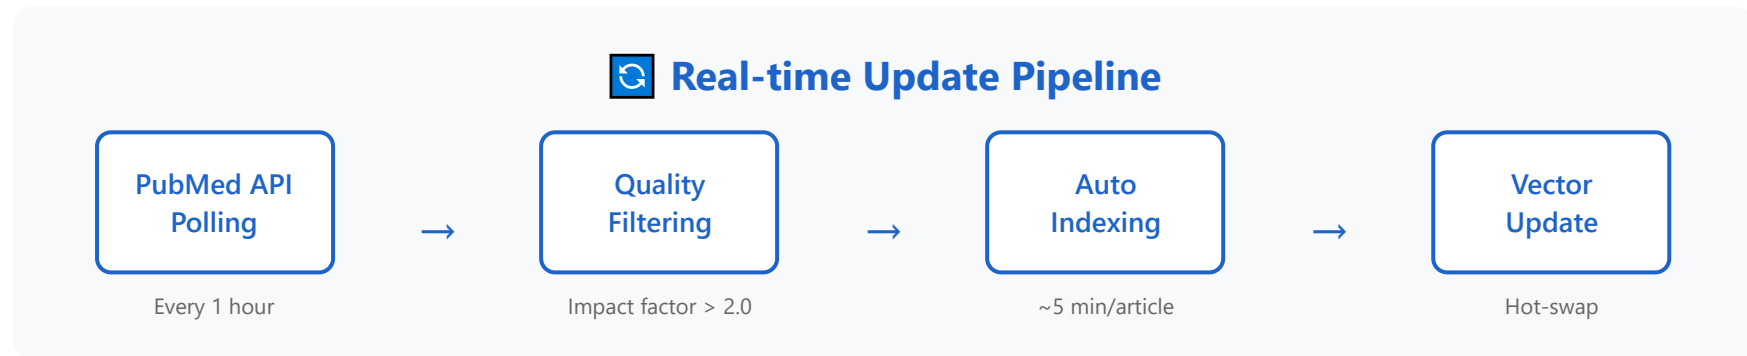 Real-time Update Pipeline
PubMed API
Polling
→
Quality
Filtering
→
Auto
Indexing
→
Vector
Update
Every 1 hour
Impact factor > 2.0
~5 min/article
Hot-swap